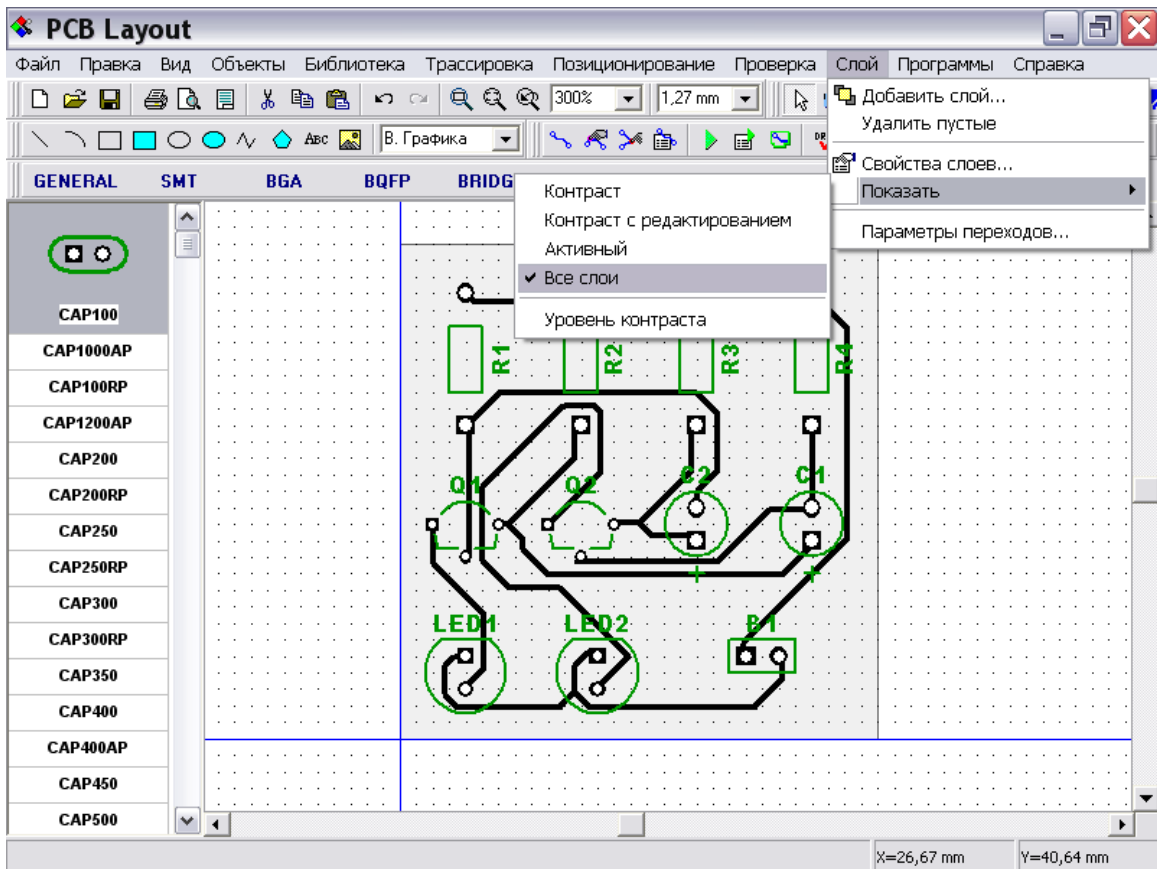 PCB Layout
Файл Правка Вид Объекты Библиотека Трассировка Позиционирование Проверка Слой Программы Справка
300% 1,27 mm
Добавить слой...
Удалить пустые
ABC В. Графика
Свойства слоев...
GENERAL SMT BGA BQFP
Показать
Контраст
Контраст с редактированием
Параметры переходов...
Активный
Все слои
Уровень контраста
CAP100
CAP1000AP
CAP100RP
CAP1200AP
CAP200
CAP200RP
CAP250
CAP250RP
CAP300
CAP300RP
CAP350
CAP400
CAP400AP
CAP450
CAP500
R1 R2 R3 R4
Q1 Q2 C2 C1
+ +
LED1 LED2 B1
X=26,67 mm Y=40,64 mm